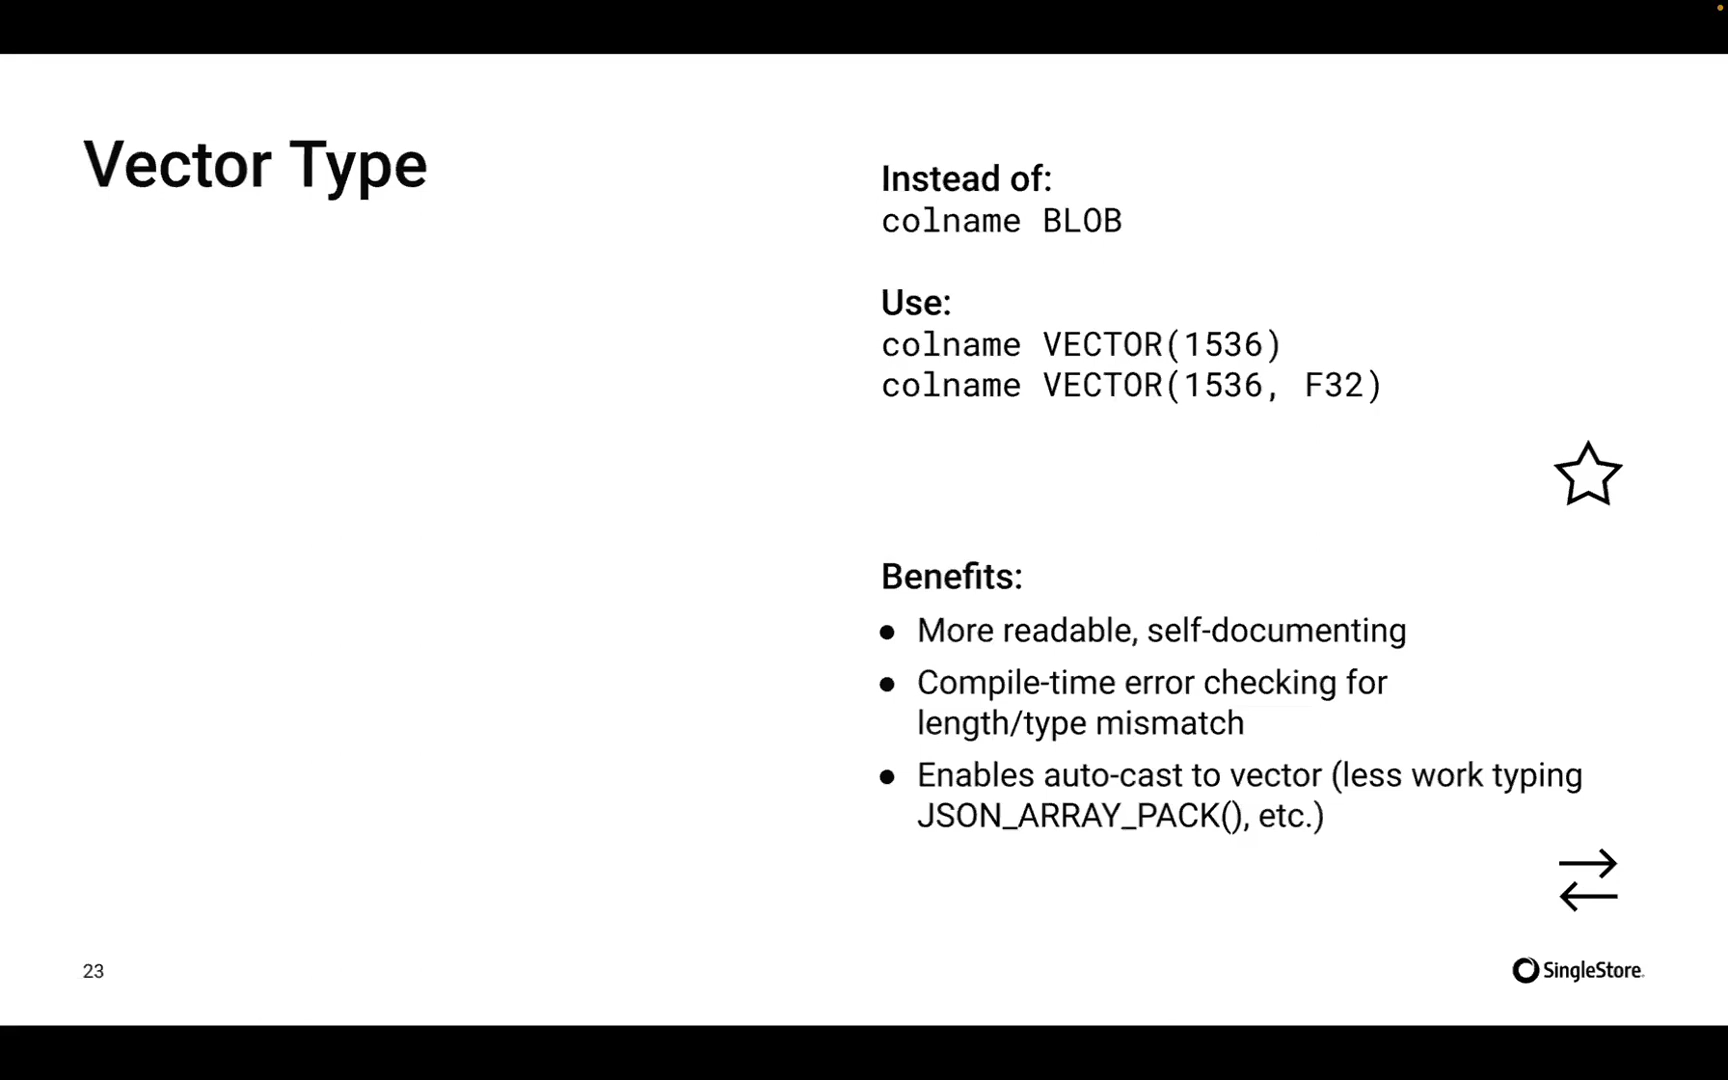 Vector Type
Instead of:
colname BLOB
Use:
colname VECTOR(1536)
colname VECTOR(1536, F32)
Benefits:
● More readable, self-documenting
● Compile-time error checking for
length/type mismatch
● Enables auto-cast to vector (less work typing
JSON_ARRAY_PACK(), etc.)
23
SingleStore.